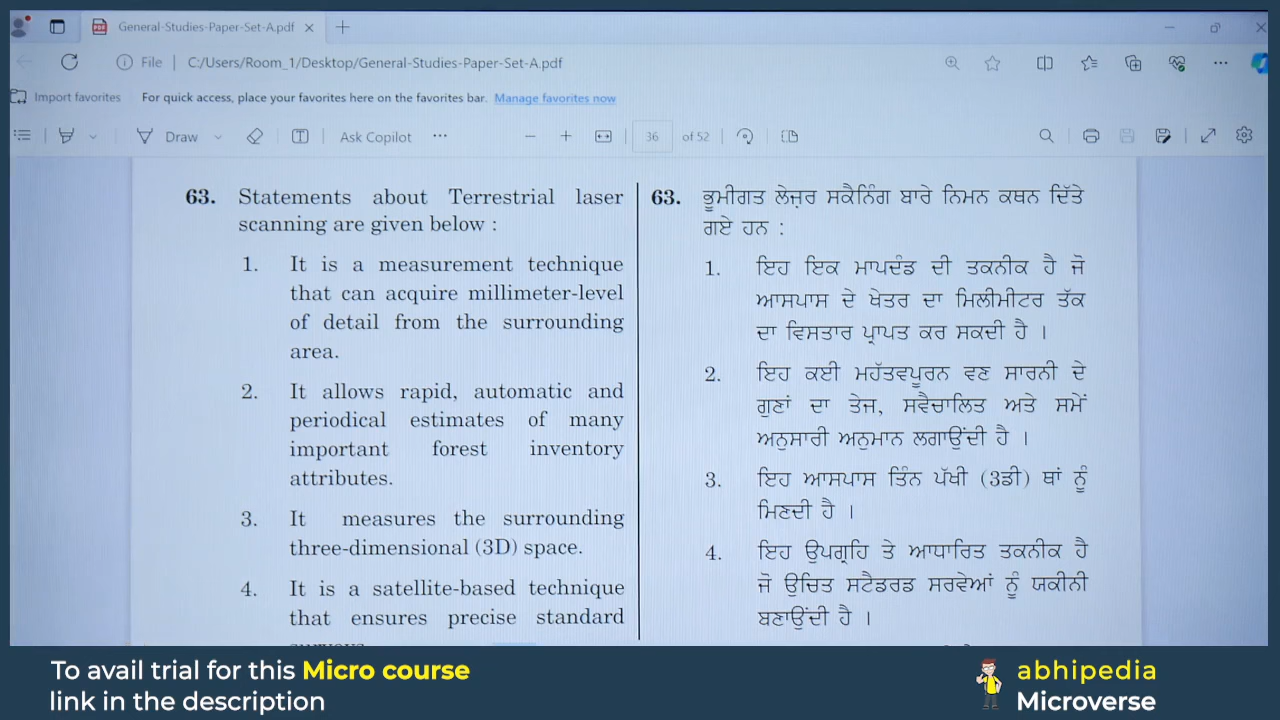 General-Studies-Paper-Set-A.pdf
File C:/Users/Room_1/Desktop/General-Studies-Paper-Set-A.pdf
Import favorites For quick access, place your favorites here on the favorites bar. Manage favorites now
Draw Ask Copilot 36 of 52
63. Statements about Terrestrial laser
scanning are given below :
1. It is a measurement technique
that can acquire millimeter-level
of detail from the surrounding
area.
2. It allows rapid, automatic and
periodical estimates of many
important forest inventory
attributes.
3. It measures the surrounding
three-dimensional (3D) space.
4. It is a satellite-based technique
that ensures precise standard
63. ਭੂਮੀਗਤ ਲੇਜ਼ਰ ਸਕੈਨਿੰਗ ਬਾਰੇ ਨਿਮਨ ਕਥਨ ਦਿੱਤੇ
ਗਏ ਹਨ :
1. ਇਹ ਇਕ ਮਾਪਦੰਡ ਦੀ ਤਕਨੀਕ ਹੈ ਜੋ
ਆਸਪਾਸ ਦੇ ਖੇਤਰ ਦਾ ਮਿਲੀਮੀਟਰ ਤੱਕ
ਦਾ ਵਿਸਤਾਰ ਪ੍ਰਾਪਤ ਕਰ ਸਕਦੀ ਹੈ ।
2. ਇਹ ਕਈ ਮਹੱਤਵਪੂਰਨ ਵਣ ਸਾਰਨੀ ਦੇ
ਗੁਣਾਂ ਦਾ ਤੇਜ, ਸਵੈਚਾਲਿਤ ਅਤੇ ਸਮੇਂ
ਅਨੁਸਾਰੀ ਅਨੁਮਾਨ ਲਗਾਉਂਦੀ ਹੈ ।
3. ਇਹ ਆਸਪਾਸ ਤਿੰਨ ਪੱਖੀ (3ਡੀ) ਥਾਂ ਨੂੰ
ਮਿਣਦੀ ਹੈ ।
4. ਇਹ ਉਪਗ੍ਰਹਿ ਤੇ ਆਧਾਰਿਤ ਤਕਨੀਕ ਹੈ
ਜੋ ਉਚਿਤ ਸਟੈਡਰਡ ਸਰਵੇਆਂ ਨੂੰ ਯਕੀਨੀ
ਬਣਾਉਂਦੀ ਹੈ ।
To avail trial for this Micro course
link in the description
abhipedia
Microverse